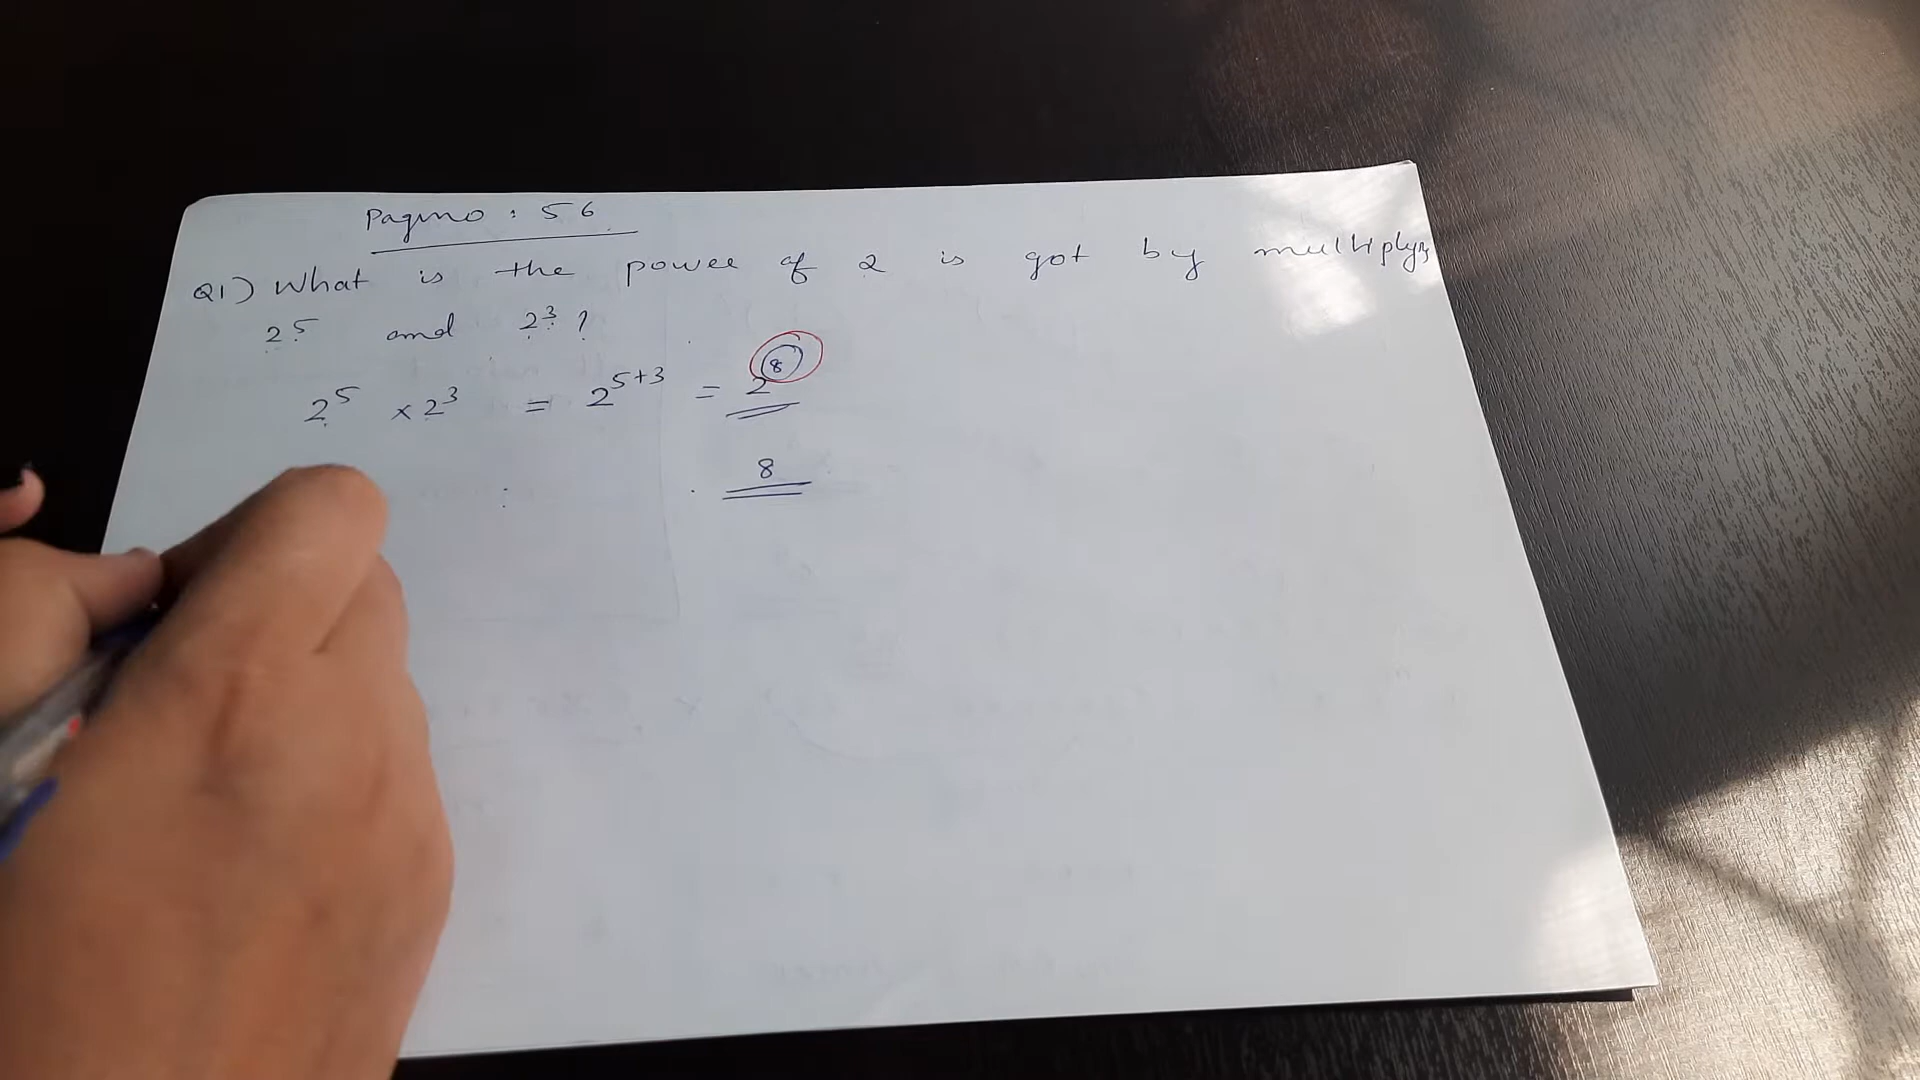 Pagno : 56
Q1) What is the power of 2 is got by multiplying
2⁵ and 2³ ?
2⁵ × 2³ = 2⁵⁺³ = 2⁸
8